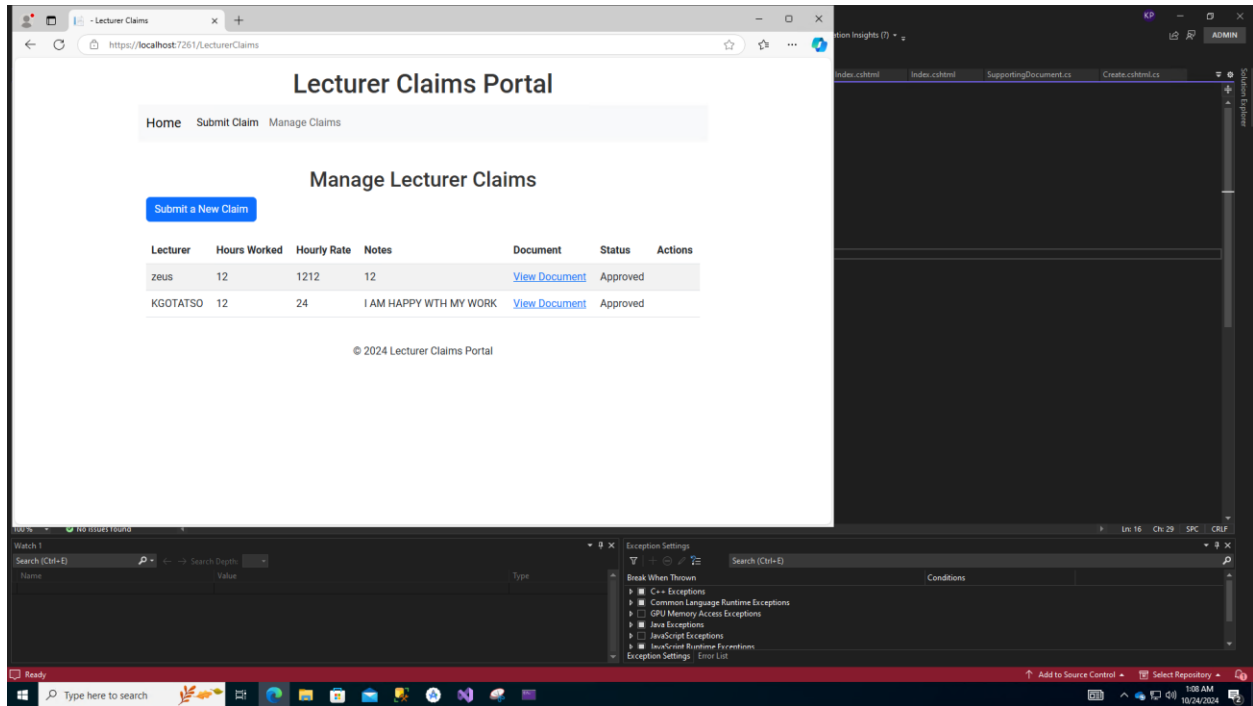 - Lecturer Claims
KP
https://localhost:7261/LecturerClaims
ation Insights (?)
ADMIN
Lecturer Claims Portal
Index.cshtml Index.cshtml SupportingDocument.cs Create.cshtml.cs
Solution Explorer
Home Submit Claim Manage Claims
Manage Lecturer Claims
Submit a New Claim
Lecturer Hours Worked Hourly Rate Notes Document Status Actions
zeus 12 1212 12 View Document Approved
KGOTATSO 12 24 I AM HAPPY WTH MY WORK View Document Approved
© 2024 Lecturer Claims Portal
100 % No issues found Ln: 16 Ch: 29 SPC CRLF
Watch 1
Search (Ctrl+E) Search Depth:
Name Value Type
Exception Settings
Search (Ctrl+E)
Break When Thrown Conditions
C++ Exceptions
Common Language Runtime Exceptions
GPU Memory Access Exceptions
Java Exceptions
JavaScript Exceptions
JavaScript Runtime Exceptions
Exception Settings Error List
Ready Add to Source Control Select Repository
Type here to search
1:08 AM
10/24/2024